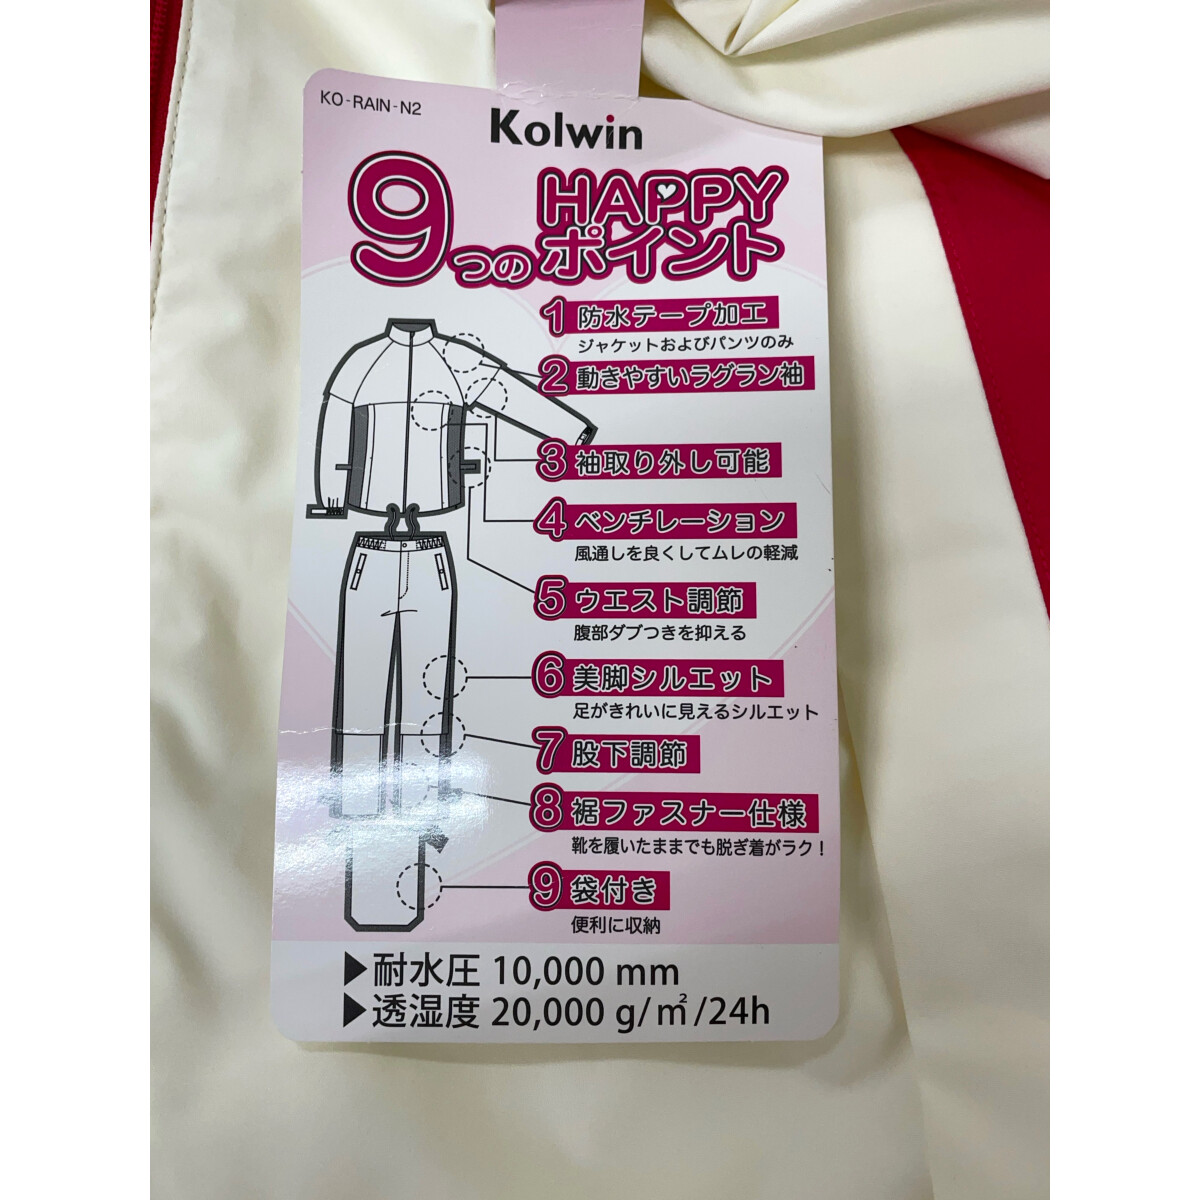 KO-RAIN-N2
Kolwin
9つの HAPPY ポイント
1 防水テープ加工
ジャケットおよびパンツのみ
2 動きやすいラグラン袖
3 袖取り外し可能
4 ベンチレーション
風通しを良くしてムレの軽減
5 ウエスト調節
腹部ダブつきを抑える
6 美脚シルエット
足がきれいに見えるシルエット
7 股下調節
8 裾ファスナー仕様
靴を履いたままでも脱ぎ着がラク!
9 袋付き
便利に収納
▶耐水圧 10,000 mm
▶透湿度 20,000 g/㎡/24h